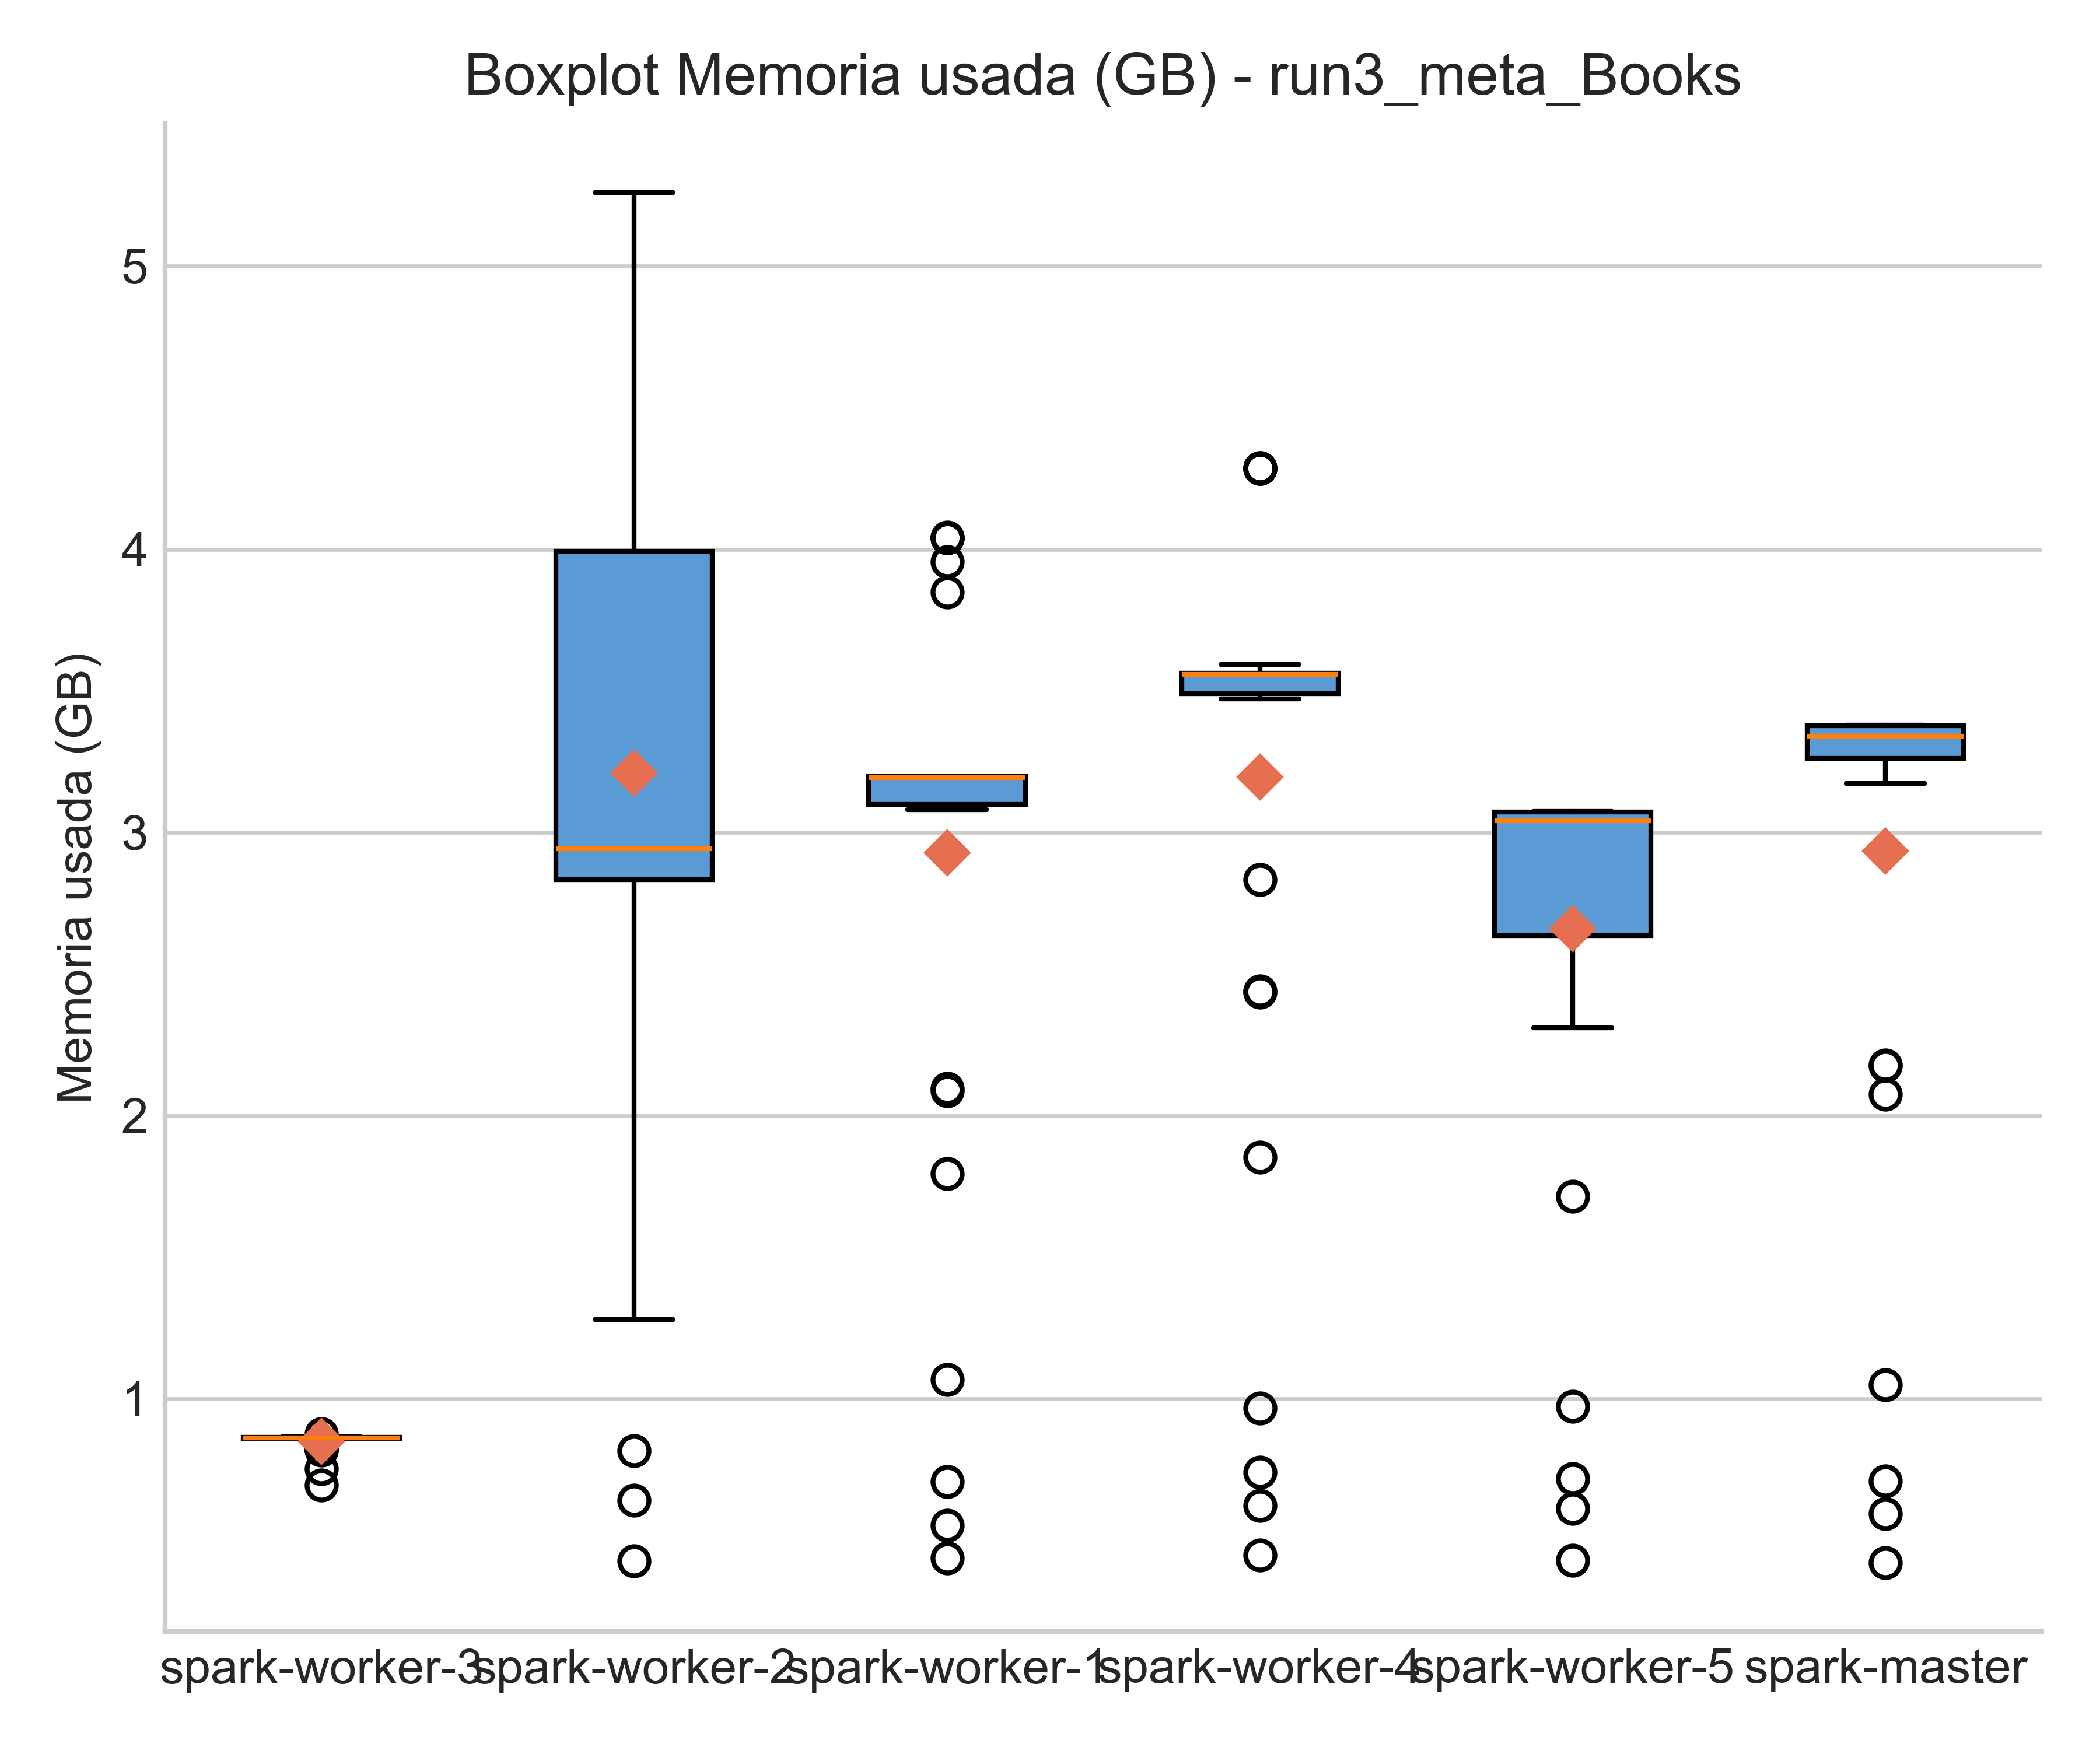 Boxplot Memoria usada (GB) - run3_meta_Books
Memoria usada (GB)
5
4
3
2
1
spark-worker-3
spark-worker-2
spark-worker-1
spark-worker-4
spark-worker-5
spark-master